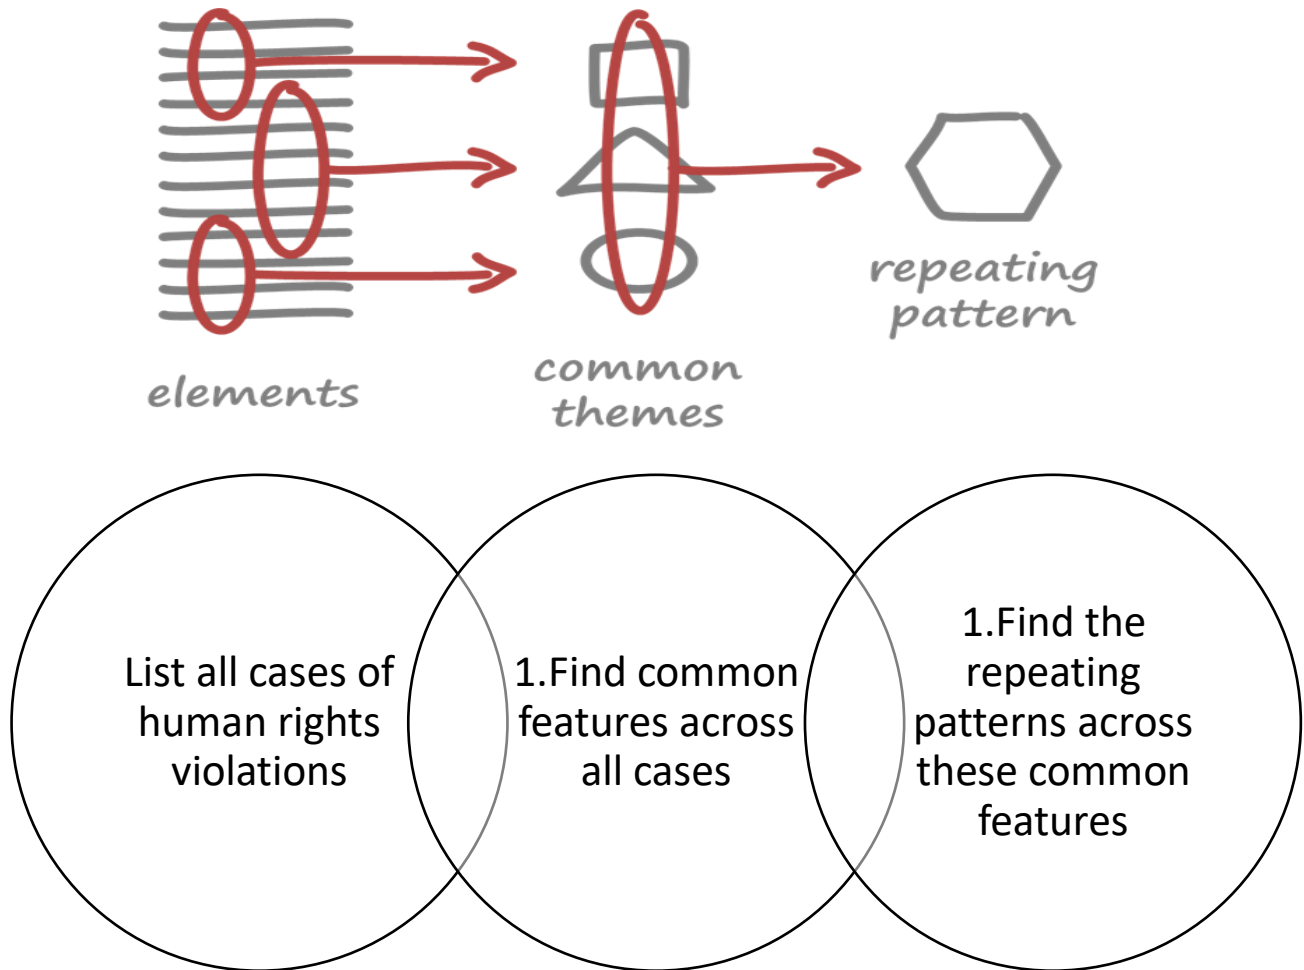 elements
common
themes
repeating
pattern
List all cases of
human rights
violations
1.Find common
features across
all cases
1.Find the
repeating
patterns across
these common
features